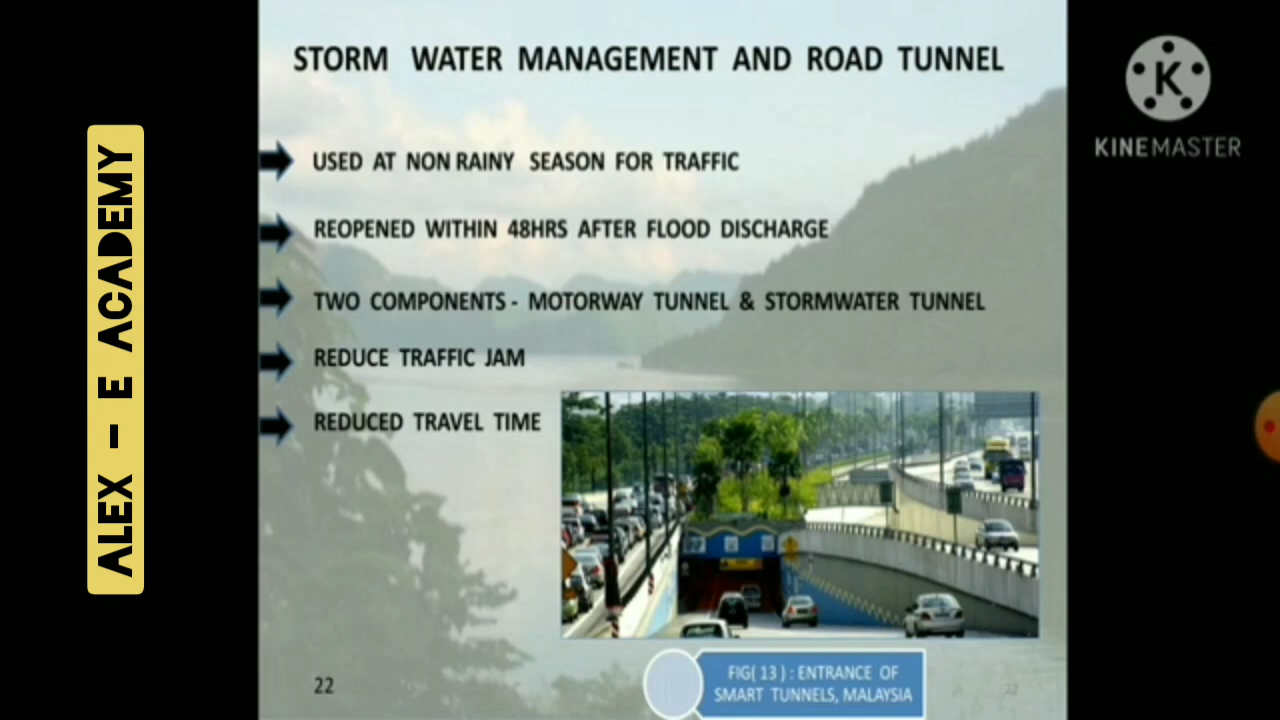 STORM WATER MANAGEMENT AND ROAD TUNNEL
USED AT NON RAINY SEASON FOR TRAFFIC
REOPENED WITHIN 48HRS AFTER FLOOD DISCHARGE
TWO COMPONENTS - MOTORWAY TUNNEL & STORMWATER TUNNEL
REDUCE TRAFFIC JAM
REDUCED TRAVEL TIME
FIG( 13 ) : ENTRANCE OF
SMART TUNNELS, MALAYSIA
22
22
ALEX - E ACADEMY
K
KINEMASTER